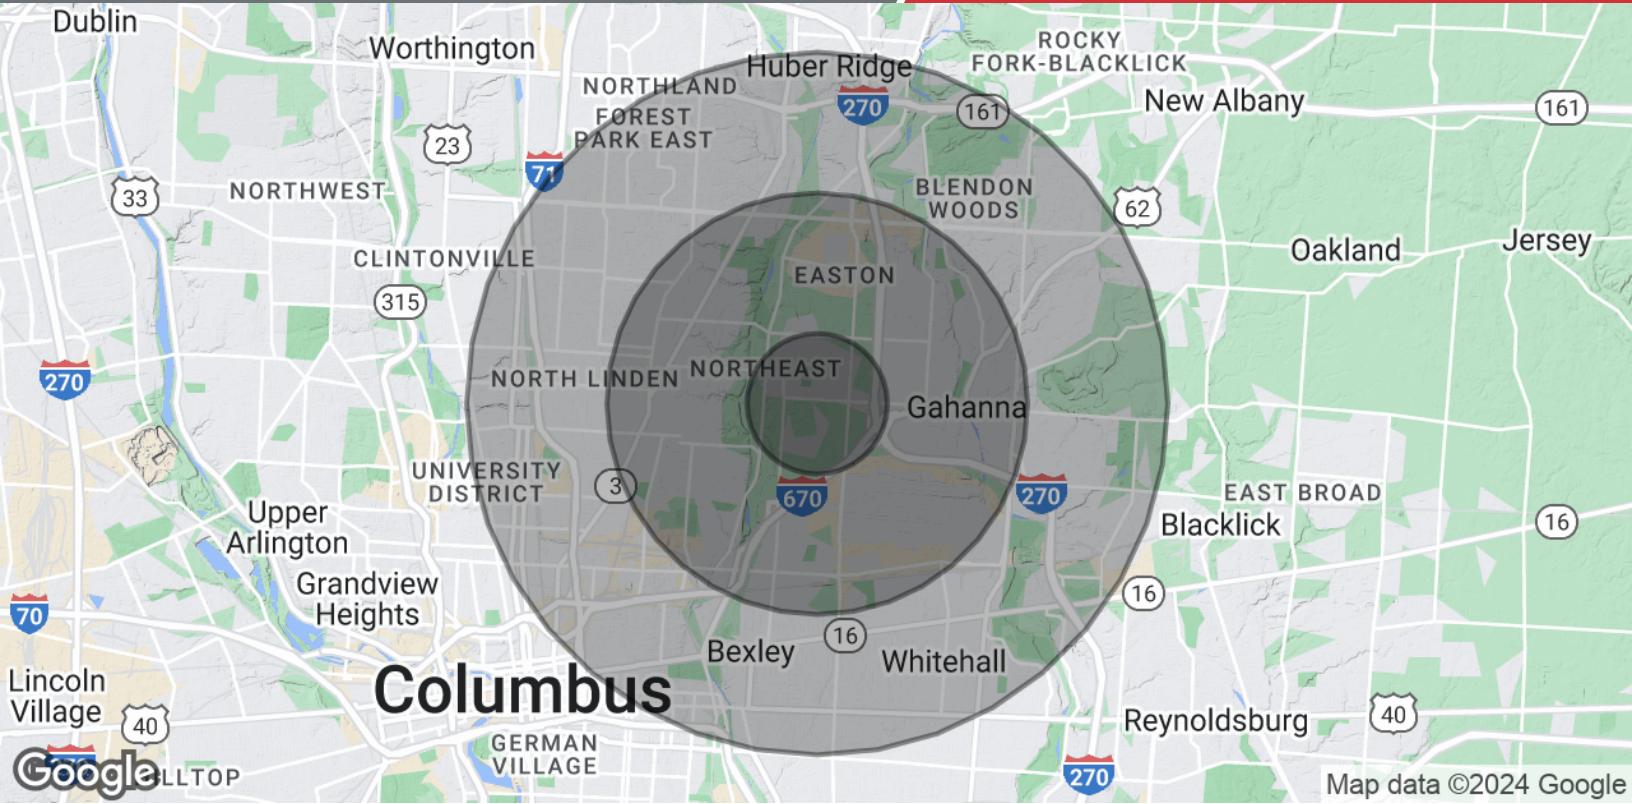 Dublin
Worthington
ROCKY
FORK-BLACKLICK
Huber Ridge
NORTHLAND
New Albany
270
161
161
FOREST
PARK EAST
23
71
33
NORTHWEST
BLENDON
WOODS
62
CLINTONVILLE
Oakland
Jersey
EASTON
315
270
NORTH LINDEN
NORTHEAST
Gahanna
UNIVERSITY
DISTRICT
3
670
270
EAST BROAD
Blacklick
16
Upper
Arlington
Grandview
Heights
16
70
16
Bexley
Whitehall
Lincoln
Village
Columbus
40
Reynoldsburg
40
GERMAN
VILLAGE
Google
LLTOP
270
Map data ©2024 Google